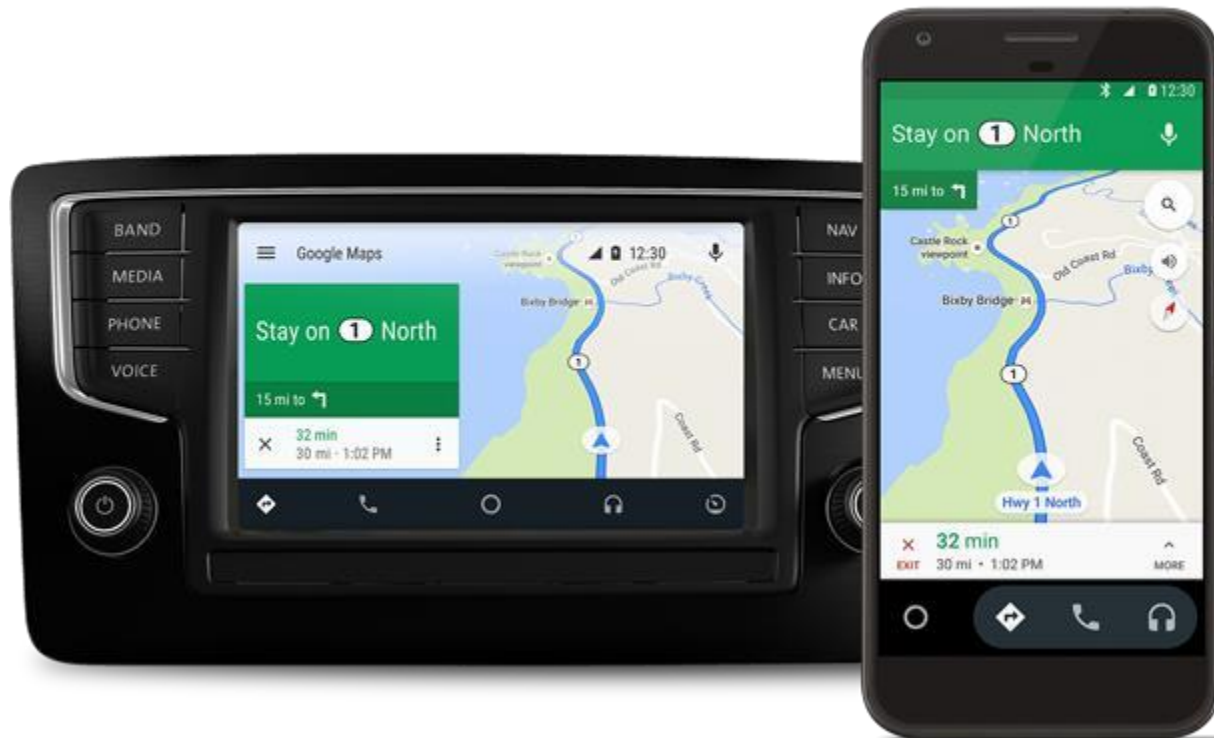 BAND
MEDIA
PHONE
VOICE
Google Maps
12:30
Castle Rock
viewpoint
Old Coast Rd
Bixby Creek
Bixby Bridge
Stay on 1 North
1
15 mi to
32 min
30 mi · 1:02 PM
Coast Rd
NAV
INFO
CAR
MENU
12:30
Stay on 1 North
15 mi to
1
Castle Rock
viewpoint
Old Coast Rd
Bixby
Bixby Bridge
1
Coast Rd
Hwy 1 North
32 min
EXIT
30 mi • 1:02 PM
MORE